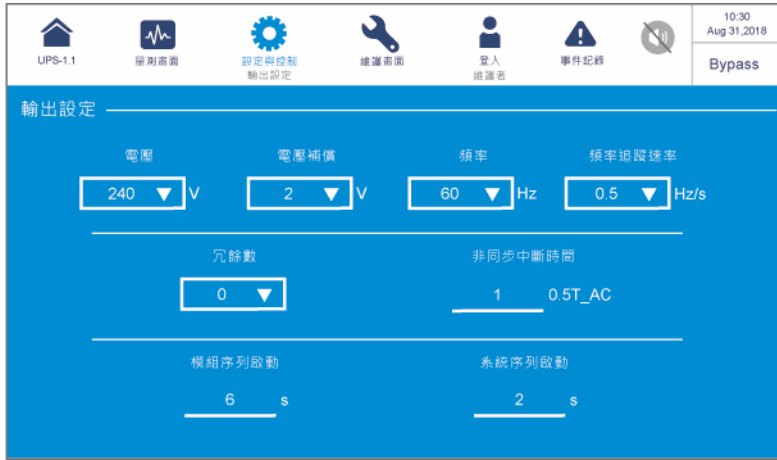 10:30
Aug 31,2018
UPS-1.1
量測畫面
設定與控制
輸出設定
維護畫面
登入
維護者
事件記錄
Bypass
輸出設定
電壓 電壓補償 頻率 頻率追蹤速率
240 V 2 V 60 Hz 0.5 Hz/s
冗餘數 非同步中斷時間
0 1 0.5T_AC
模組序列啟動 系統序列啟動
6 s 2 s